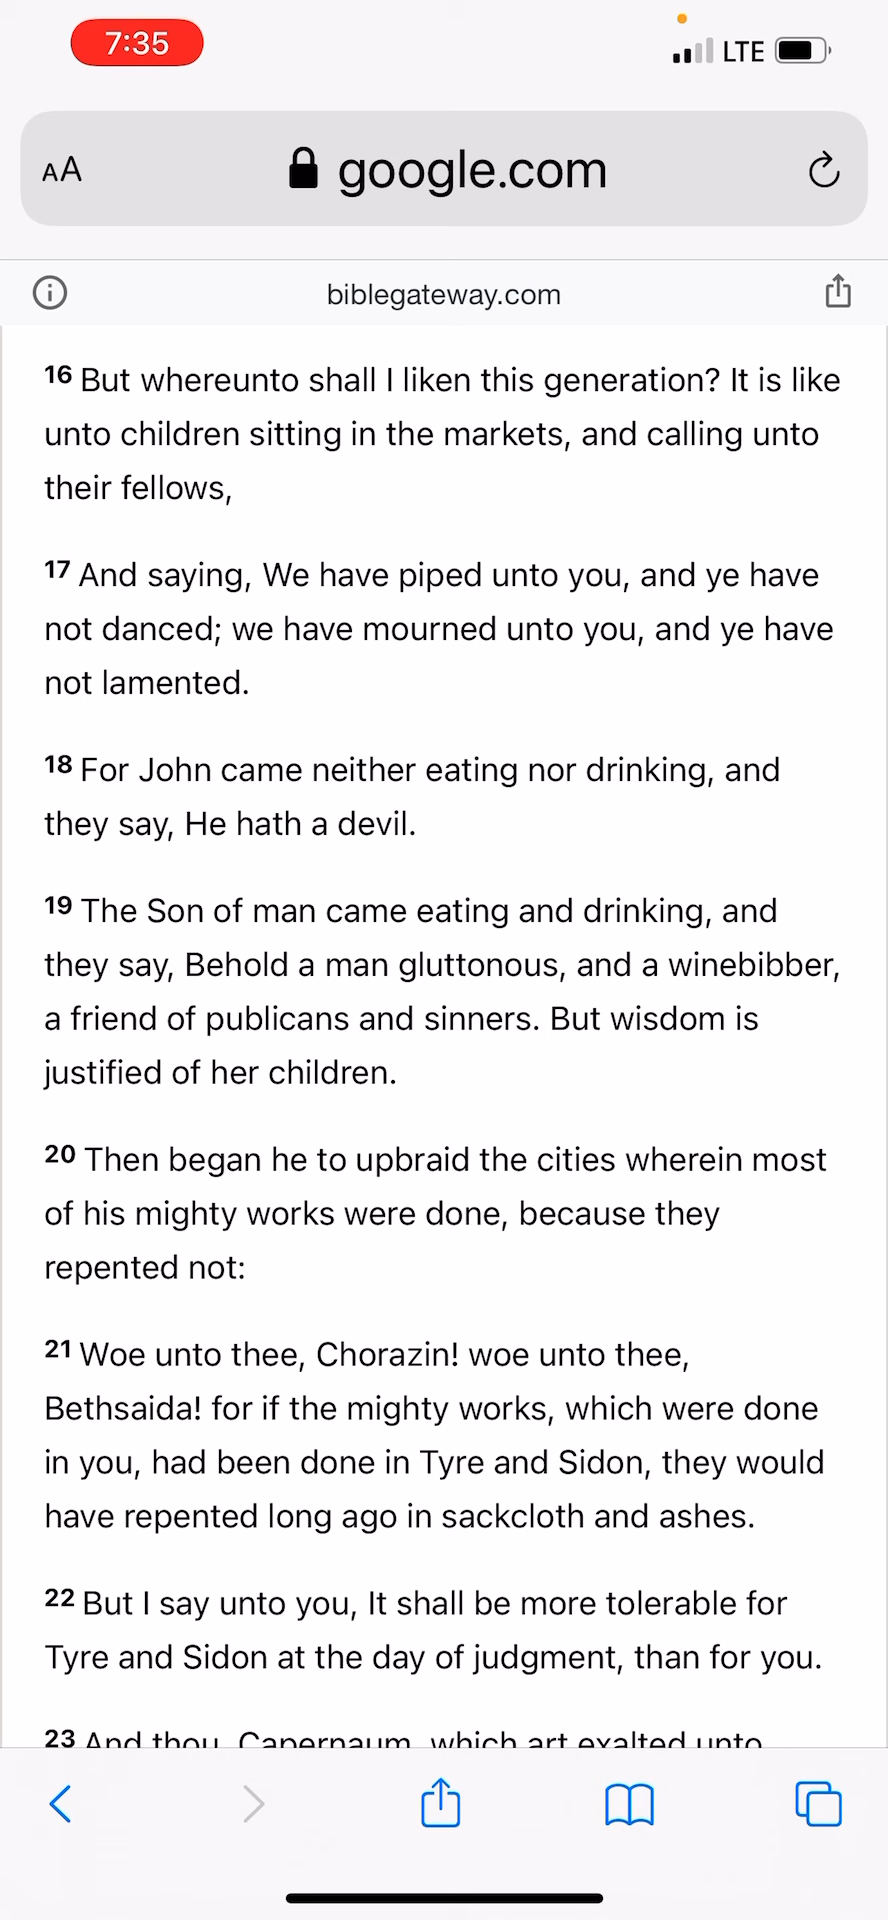 7:35
LTE
AA
google.com
biblegateway.com
16 But whereunto shall I liken this generation? It is like
unto children sitting in the markets, and calling unto
their fellows,
17 And saying, We have piped unto you, and ye have
not danced; we have mourned unto you, and ye have
not lamented.
18 For John came neither eating nor drinking, and
they say, He hath a devil.
19 The Son of man came eating and drinking, and
they say, Behold a man gluttonous, and a winebibber,
a friend of publicans and sinners. But wisdom is
justified of her children.
20 Then began he to upbraid the cities wherein most
of his mighty works were done, because they
repented not:
21 Woe unto thee, Chorazin! woe unto thee,
Bethsaida! for if the mighty works, which were done
in you, had been done in Tyre and Sidon, they would
have repented long ago in sackcloth and ashes.
22 But I say unto you, It shall be more tolerable for
Tyre and Sidon at the day of judgment, than for you.
23 And thou, Capernaum, which art exalted unto